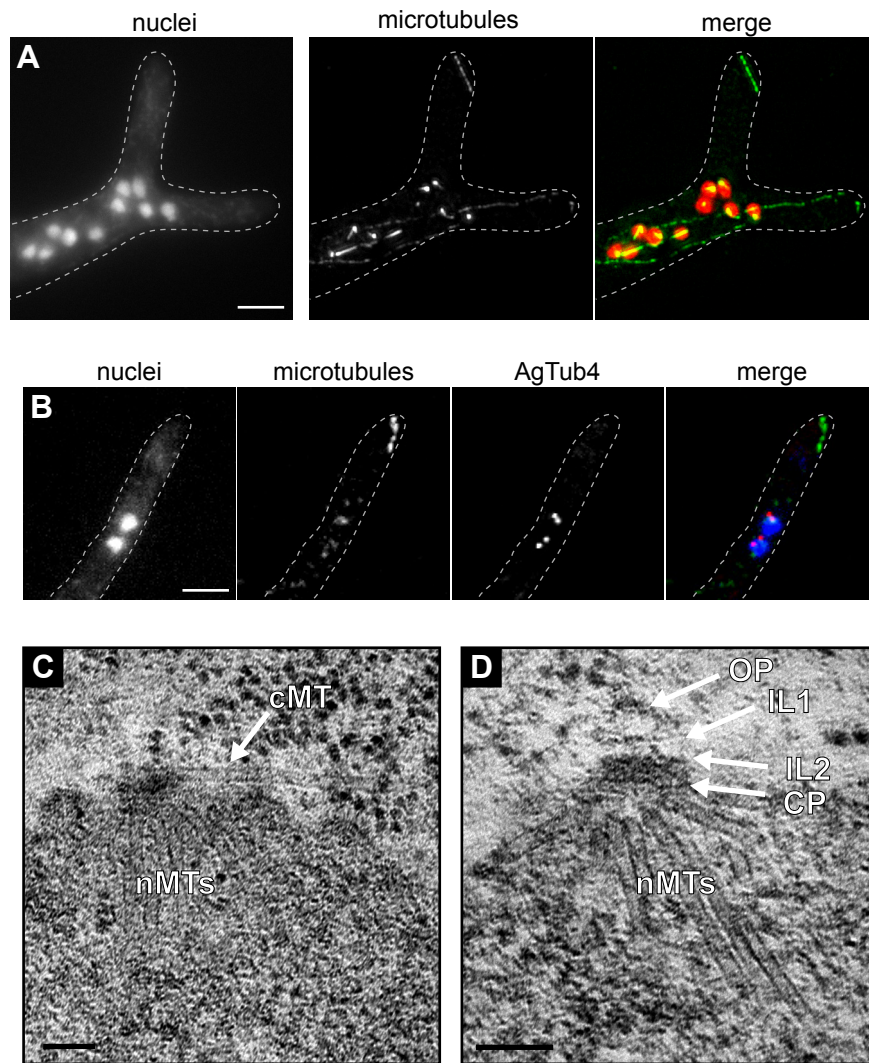 nuclei microtubules merge
A
nuclei microtubules AgTub4 merge
B
C
cMT
nMTs
D
OP
IL1
IL2
CP
nMTs